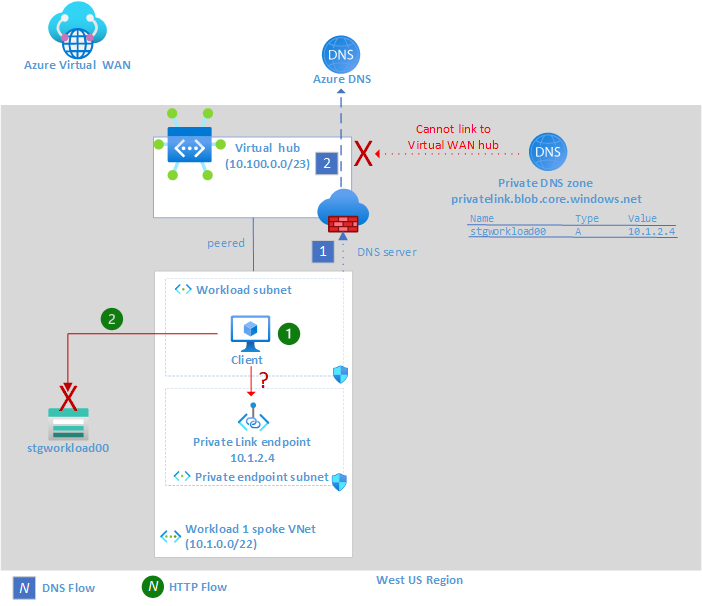 Azure Virtual WAN
DNS
Azure DNS
Cannot link to
Virtual WAN hub
X
DNS
Virtual hub
(10.100.0.0/23)
2
Private DNS zone
privatelink.blob.core.windows.net
Name Type Value
stgworkload00 A 10.1.2.4
peered
1
DNS server
Workload subnet
2
1
Client
?
X
stgworkload00
Private Link endpoint
10.1.2.4
Private endpoint subnet
Workload 1 spoke VNet
(10.1.0.0/22)
N DNS Flow
N HTTP Flow
West US Region